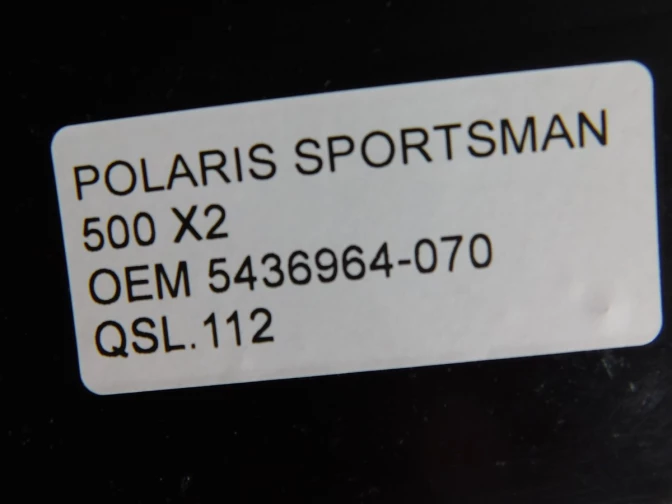 POLARIS SPORTSMAN
500 X2
OEM 5436964-070
QSL.112